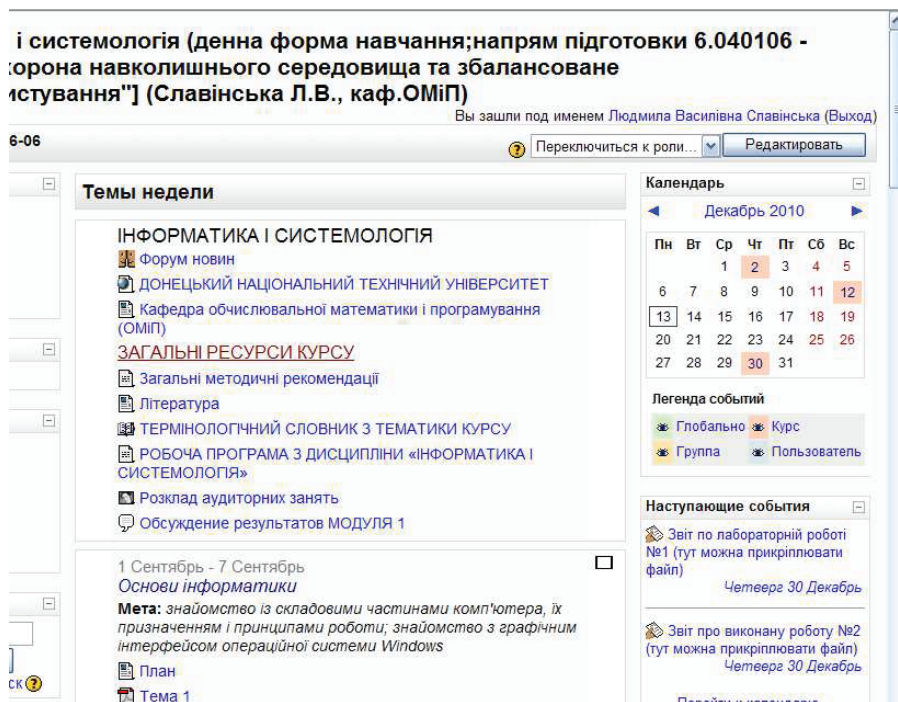 і системологія (денна форма навчання;напрям підготовки 6.040106 -
хорона навколишнього середовища та збалансоване
истування"] (Славінська Л.В., каф.ОМіП)
Вы зашли под именем Людмила Василівна Славінська (Выход)
6-06
Переключиться к роли...
Редактировать
Темы недели
ІНФОРМАТИКА І СИСТЕМОЛОГІЯ
Форум новин
ДОНЕЦЬКИЙ НАЦІОНАЛЬНИЙ ТЕХНІЧНИЙ УНІВЕРСИТЕТ
Кафедра обчислювальної математики і програмування
(ОМіП)
ЗАГАЛЬНІ РЕСУРСИ КУРСУ
Загальні методичні рекомендації
Література
ТЕРМІНОЛОГІЧНИЙ СЛОВНИК З ТЕМАТИКИ КУРСУ
РОБОЧА ПРОГРАМА З ДИСЦИПЛІНИ «ІНФОРМАТИКА І
СИСТЕМОЛОГІЯ»
Розклад аудиторних занять
Обсуждение результатов МОДУЛЯ 1
1 Сентябрь - 7 Сентябрь
Основи інформатики
Мета: знайомство із складовими частинами комп'ютера, їх
призначенням і принципами роботи; знайомство з графічним
інтерфейсом операційної системи Windows
План
Тема 1
ск
Календарь
Декабрь 2010
Пн Вт Ср Чт Пт Сб Вс
1 2 3 4 5
6 7 8 9 10 11 12
13 14 15 16 17 18 19
20 21 22 23 24 25 26
27 28 29 30 31
Легенда событий
Глобально Курс
Группа Пользователь
Наступающие события
Звіт по лабораторній роботі
№1 (тут можна прикріплювати
файл)
Четверг 30 Декабрь
Звіт про виконану роботу №2
(тут можна прикріплювати файл)
Четверг 30 Декабрь